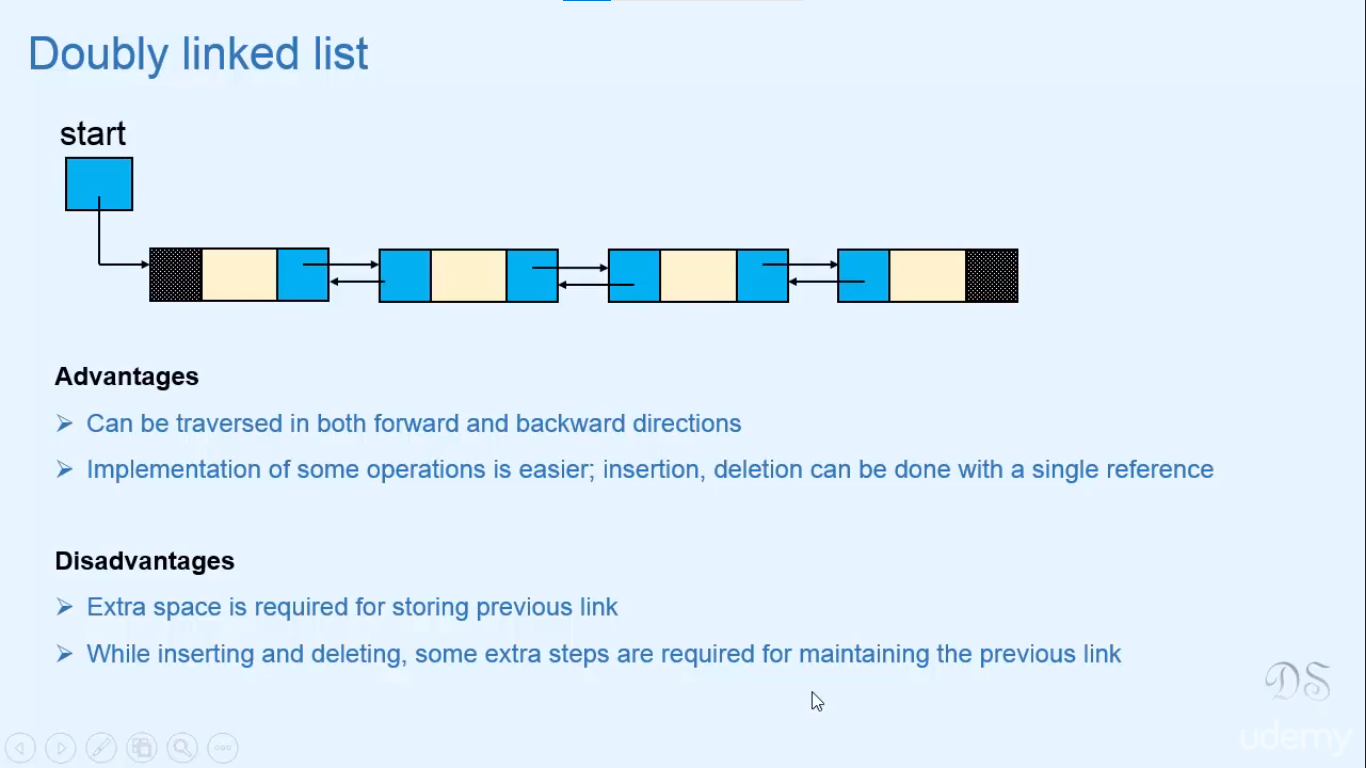 Doubly linked list
start
Advantages
➢ Can be traversed in both forward and backward directions
➢ Implementation of some operations is easier; insertion, deletion can be done with a single reference
Disadvantages
➢ Extra space is required for storing previous link
➢ While inserting and deleting, some extra steps are required for maintaining the previous link
DS
udemy